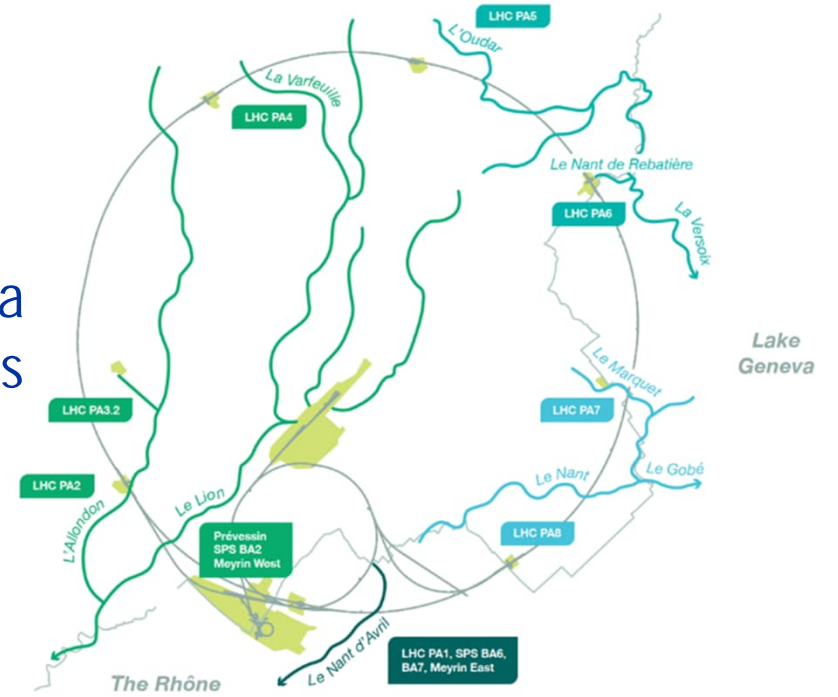 LHC PA5
L'Oudar
La Varfeuille
LHC PA4
Le Nant de Rebatière
LHC PA6
La Versoix
a
s
Lake
Geneva
Le Marquet
LHC PA3.2
LHC PA7
Le Gobé
Le Nant
LHC PA2
Le Lion
L'Allondon
Prévessin
SPS BA2
Meyrin West
LHC PA8
Le Nant d'Avril
LHC PA1, SPS BA6,
BA7, Meyrin East
The Rhône